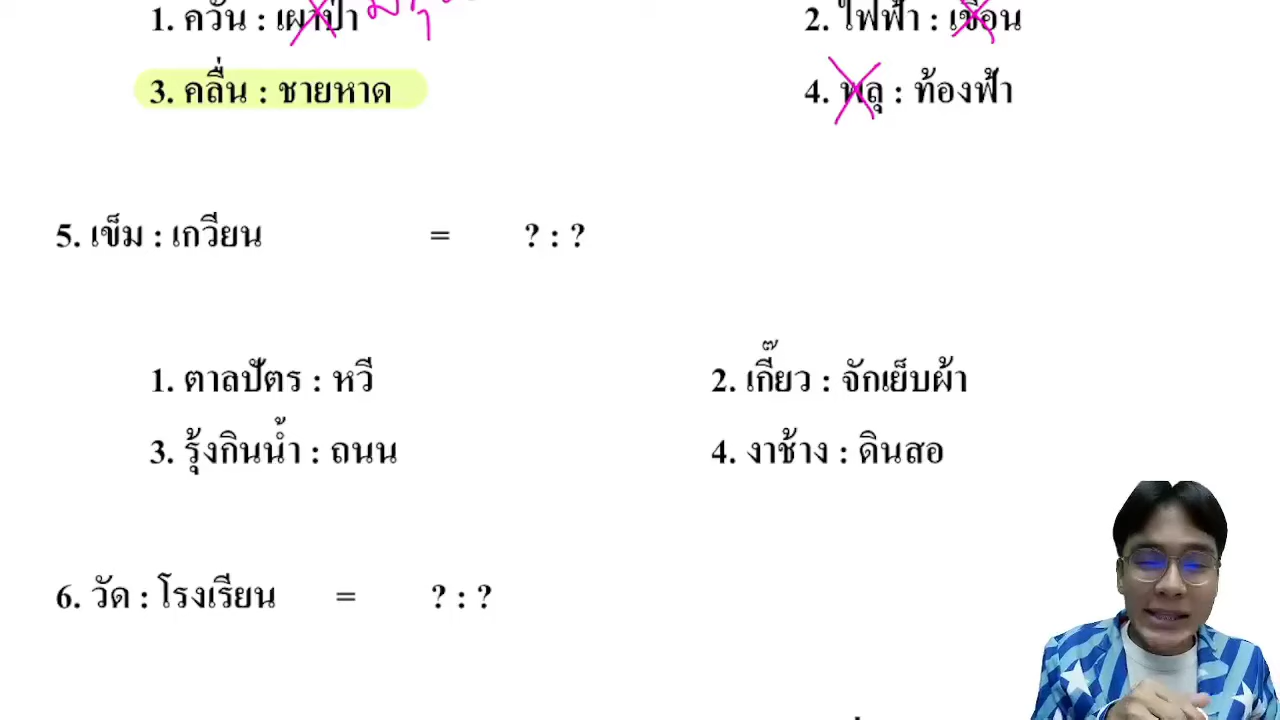 1. ควัน : เผาป่า
2. ไฟฟ้า : เขื่อน
3. คลื่น : ชายหาด
4. พลุ : ท้องฟ้า
5. เข็ม : เกวียน = ? : ?
1. ตาลปัตร : หวี
2. เกี๊ยว : จักเย็บผ้า
3. รุ้งกินน้ำ : ถนน
4. งาช้าง : ดินสอ
6. วัด : โรงเรียน = ? : ?